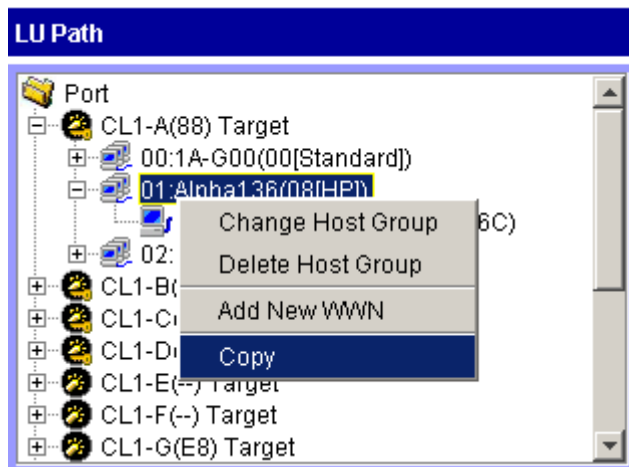 LU Path
Port
CL1-A(88) Target
00:1A-G00(00[Standard])
01:Alpha136(08[HP])
Change Host Group
6C)
Delete Host Group
02:
CL1-B(
Add New WWN
CL1-C
CL1-D
Copy
CL1-E(--) Target
CL1-F(--) Target
CL1-G(E8) Target